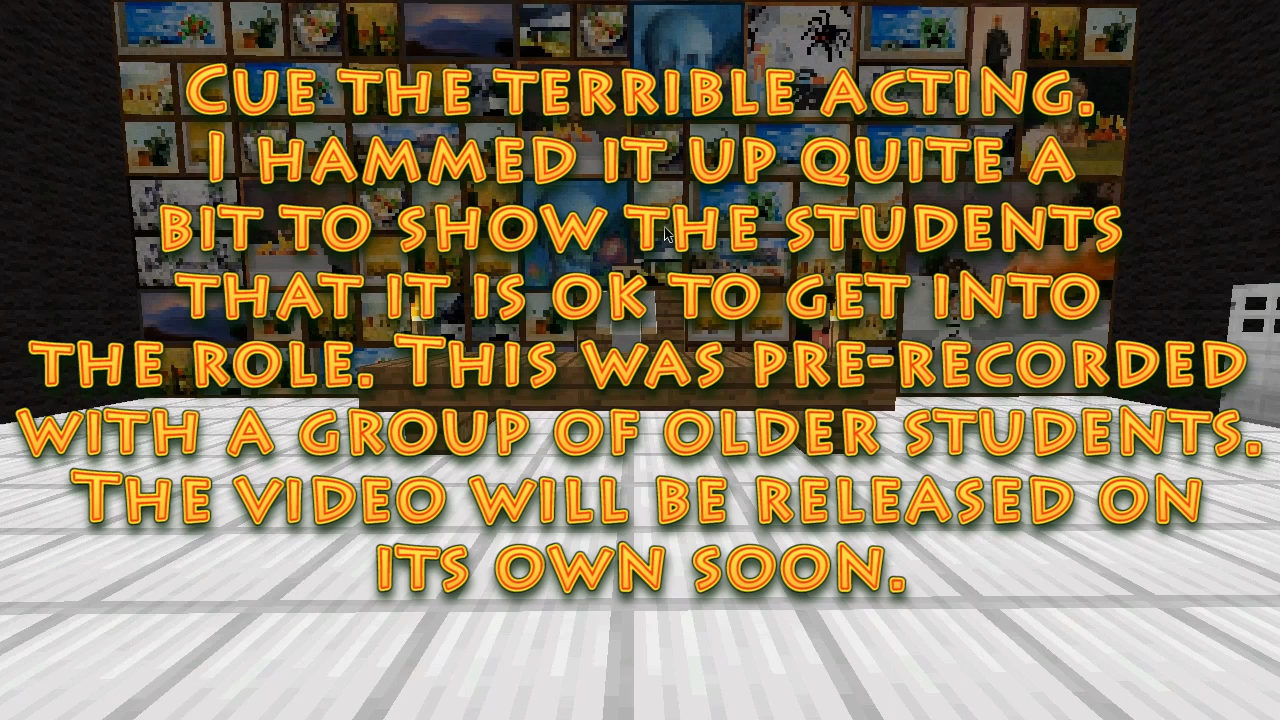 Cue the terrible acting.
I hammed it up quite a
bit to show the students
that it is ok to get into
the role. This was pre-recorded
with a group of older students.
The video will be released on
its own soon.